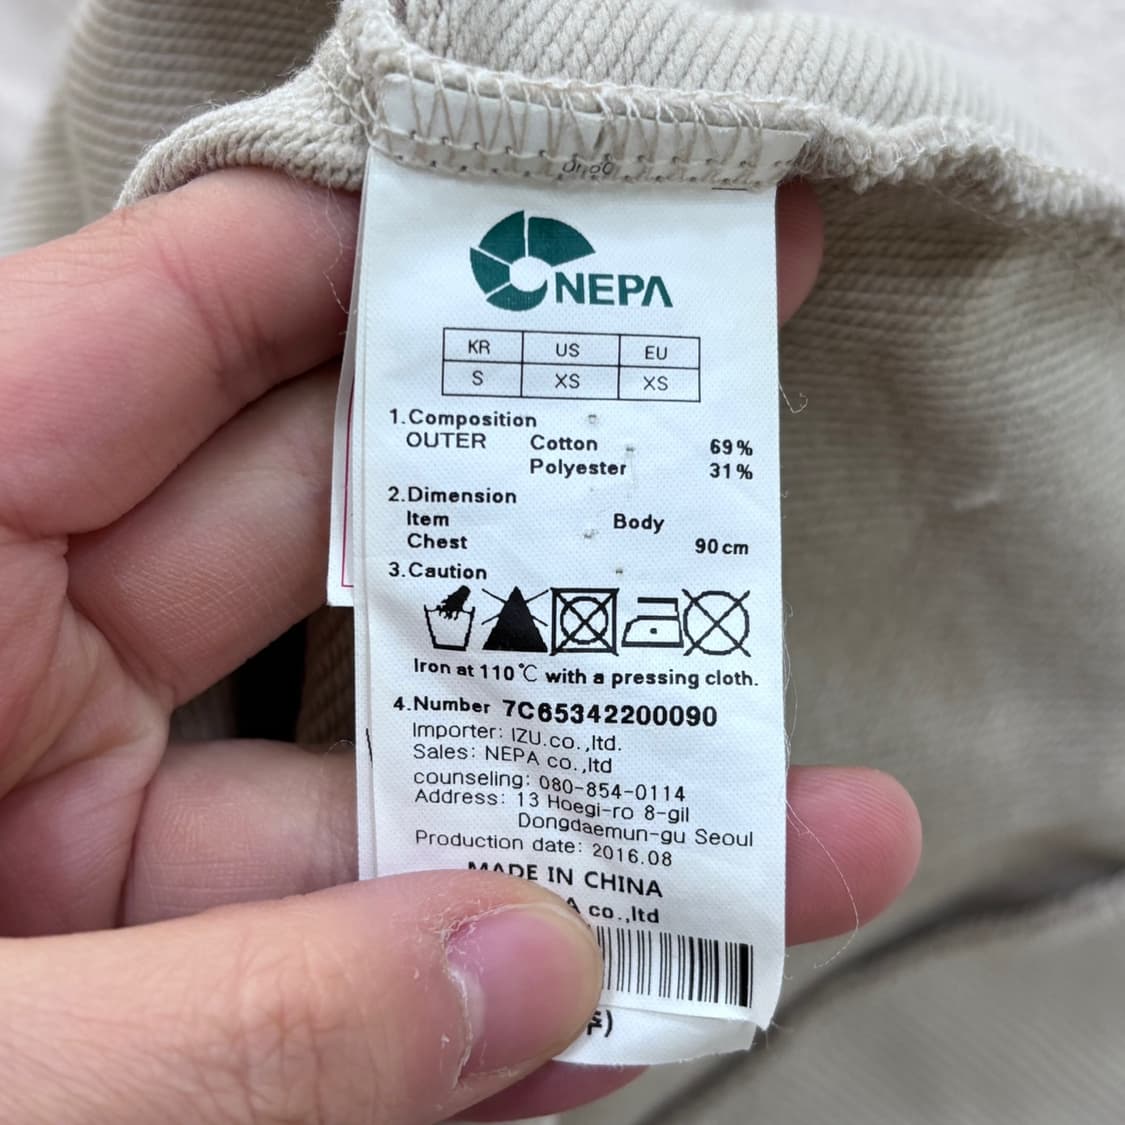 NEPA
KR US EU
S XS XS
1.Composition
OUTER Cotton 69%
Polyester 31%
2.Dimension
Item Body
Chest 90cm
3.Caution
Iron at 110℃ with a pressing cloth.
4.Number 7C65342200090
Importer: IZU.co.,ltd.
Sales: NEPA co.,ltd
counseling: 080-854-0114
Address: 13 Hoegi-ro 8-gil
Dongdaemun-gu Seoul
Production date: 2016.08
MADE IN CHINA
co.,ltd